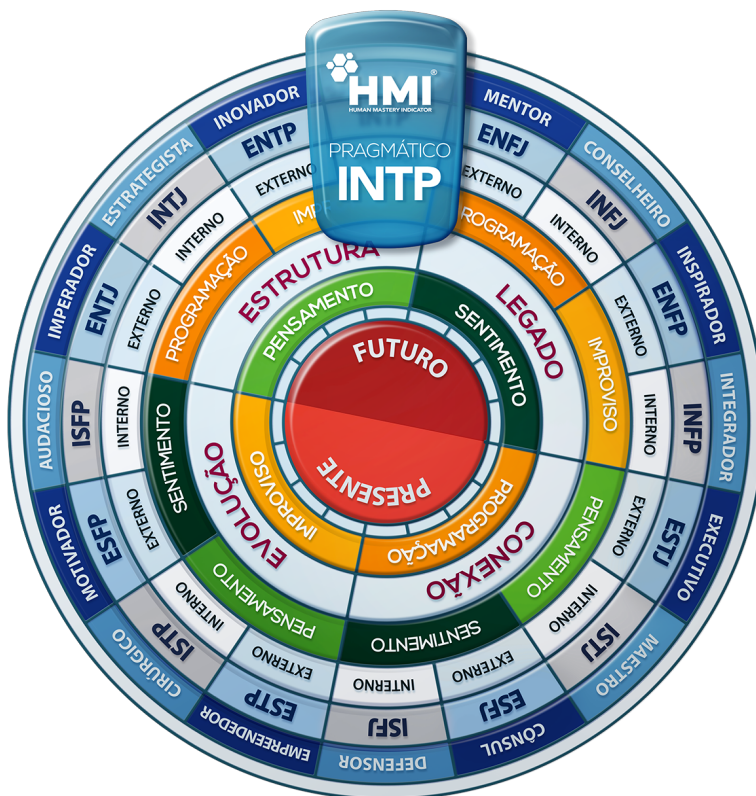 HMI®
HUMAN MASTERY INDICATOR
PRAGMÁTICO
INTP
MENTOR
ENFJ
EXTERNO
CONSELHEIRO
INFJ
INTERNO
PROGRAMAÇÃO
INSPIRADOR
ENFP
EXTERNO
INTEGRADOR
INFP
INTERNO
IMPROVISO
LEGADO
SENTIMENTO
EXECUTIVO
ESTJ
EXTERNO
MAESTRO
ISTJ
INTERNO
PENSAMENTO
CÔNSUL
ESFJ
EXTERNO
DEFENSOR
ISFJ
INTERNO
SENTIMENTO
CONEXÃO
PROGRAMAÇÃO
EMPREENDEDOR
ESTP
EXTERNO
CIRÚRGICO
ISTP
INTERNO
PENSAMENTO
MOTIVADOR
ESFP
EXTERNO
AUDACIOSO
ISFP
INTERNO
SENTIMENTO
EVOLUÇÃO
IMPROVISO
IMPERADOR
ENTJ
EXTERNO
ESTRATEGISTA
INTJ
INTERNO
PROGRAMAÇÃO
INOVADOR
ENTP
EXTERNO
ESTRUTURA
PENSAMENTO
FUTURO
PRESENTE